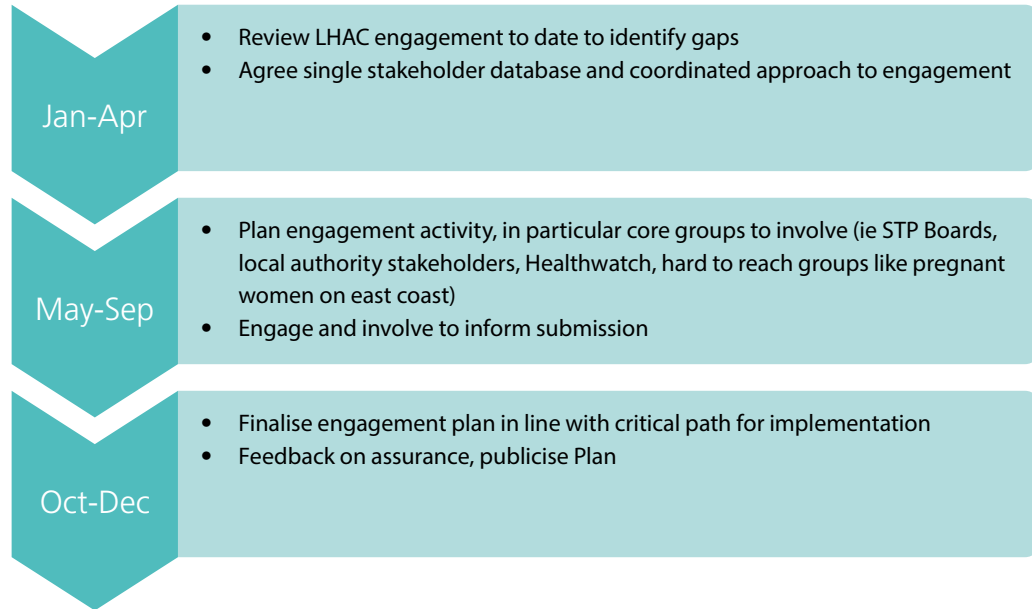 Jan-Apr
• Review LHAC engagement to date to identify gaps
• Agree single stakeholder database and coordinated approach to engagement
May-Sep
• Plan engagement activity, in particular core groups to involve (ie STP Boards,
local authority stakeholders, Healthwatch, hard to reach groups like pregnant
women on east coast)
• Engage and involve to inform submission
Oct-Dec
• Finalise engagement plan in line with critical path for implementation
• Feedback on assurance, publicise Plan